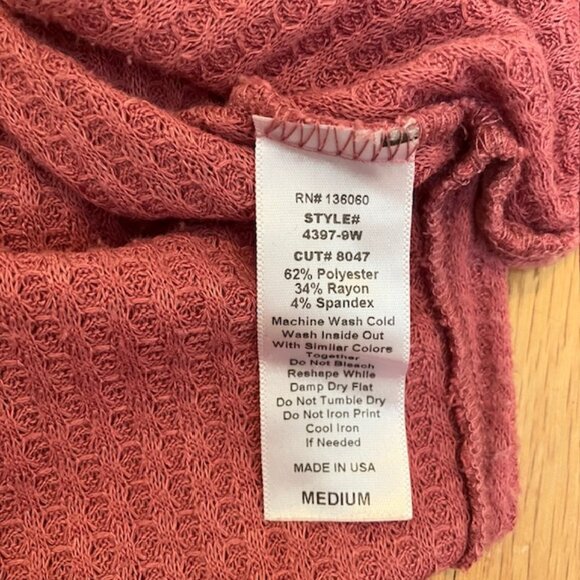 RN# 136060
STYLE#
4397-9W
CUT# 8047
62% Polyester
34% Rayon
4% Spandex
Machine Wash Cold
Wash Inside Out
With Similar Colors
Together
Do Not Bleach
Reshape While
Damp Dry Flat
Do Not Tumble Dry
Do Not Iron Print
Cool Iron
If Needed
MADE IN USA
MEDIUM